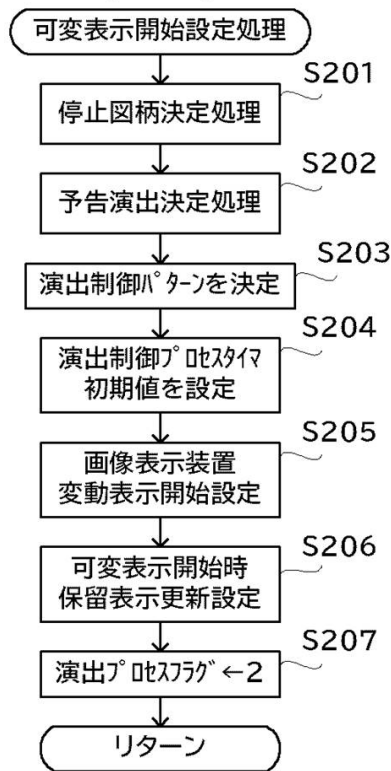 可変表示開始設定処理
S201
停止図柄決定処理
S202
予告演出決定処理
S203
演出制御ﾊﾟﾀｰﾝを決定
S204
演出制御ﾌﾟﾛｾｽﾀｲﾏ
初期値を設定
S205
画像表示装置
変動表示開始設定
S206
可変表示開始時
保留表示更新設定
S207
演出ﾌﾟﾛｾｽﾌﾗｸﾞ←2
リターン